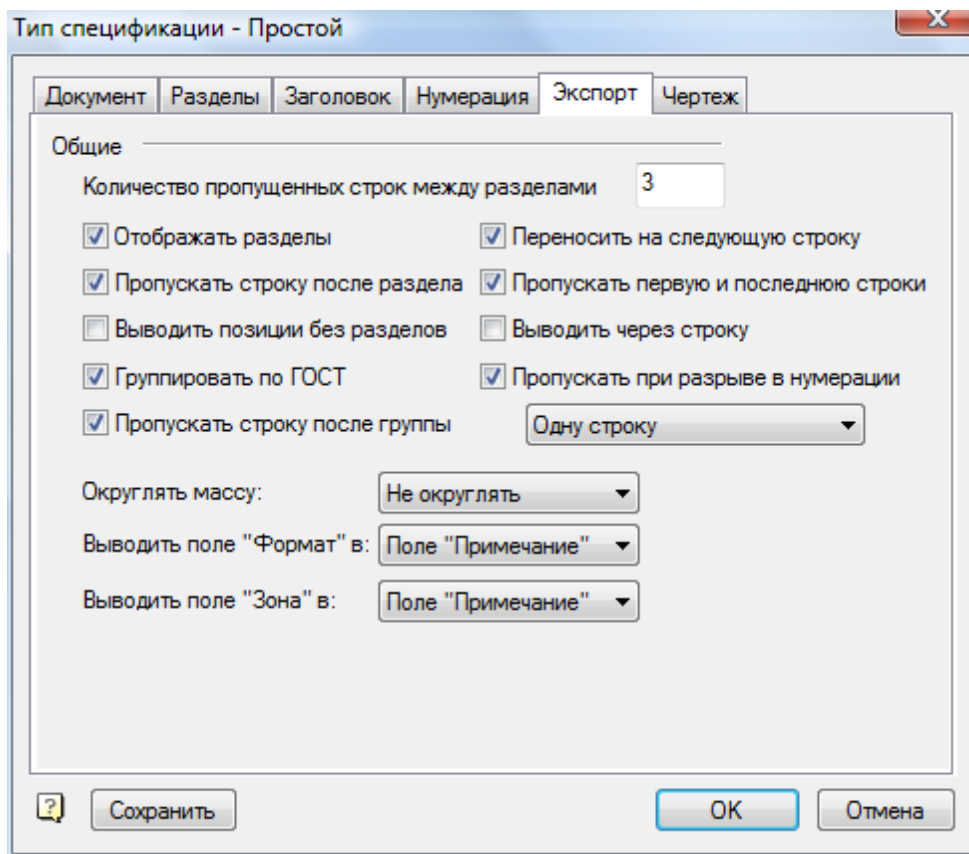 Тип спецификации - Простой
Документ Разделы Заголовок Нумерация Экспорт Чертеж
Общие
Количество пропущенных строк между разделами 3
Отображать разделы Переносить на следующую строку
Пропускать строку после раздела Пропускать первую и последнюю строки
Выводить позиции без разделов Выводить через строку
Группировать по ГОСТ Пропускать при разрыве в нумерации
Пропускать строку после группы Одну строку
Округлять массу: Не округлять
Выводить поле "Формат" в: Поле "Примечание"
Выводить поле "Зона" в: Поле "Примечание"
Сохранить OK Отмена